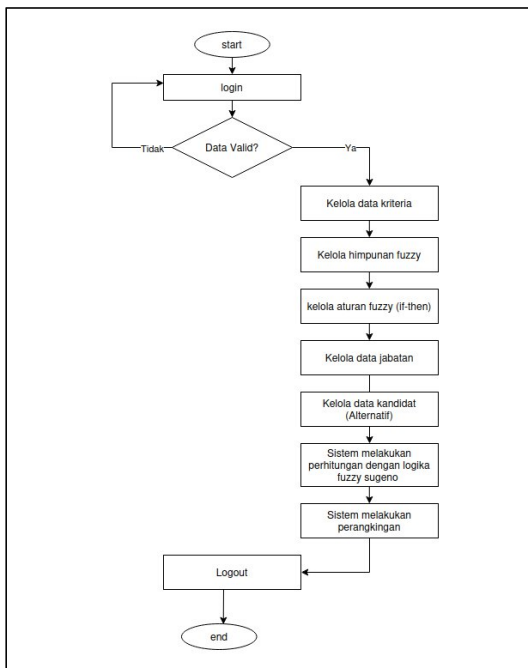 start
login
Data Valid?
Tidak
Ya
Kelola data kriteria
Kelola himpunan fuzzy
kelola aturan fuzzy (if-then)
Kelola data jabatan
Kelola data kandidat
(Alternatif)
Sistem melakukan
perhitungan dengan logika
fuzzy sugeno
Sistem melakukan
perangkingan
Logout
end